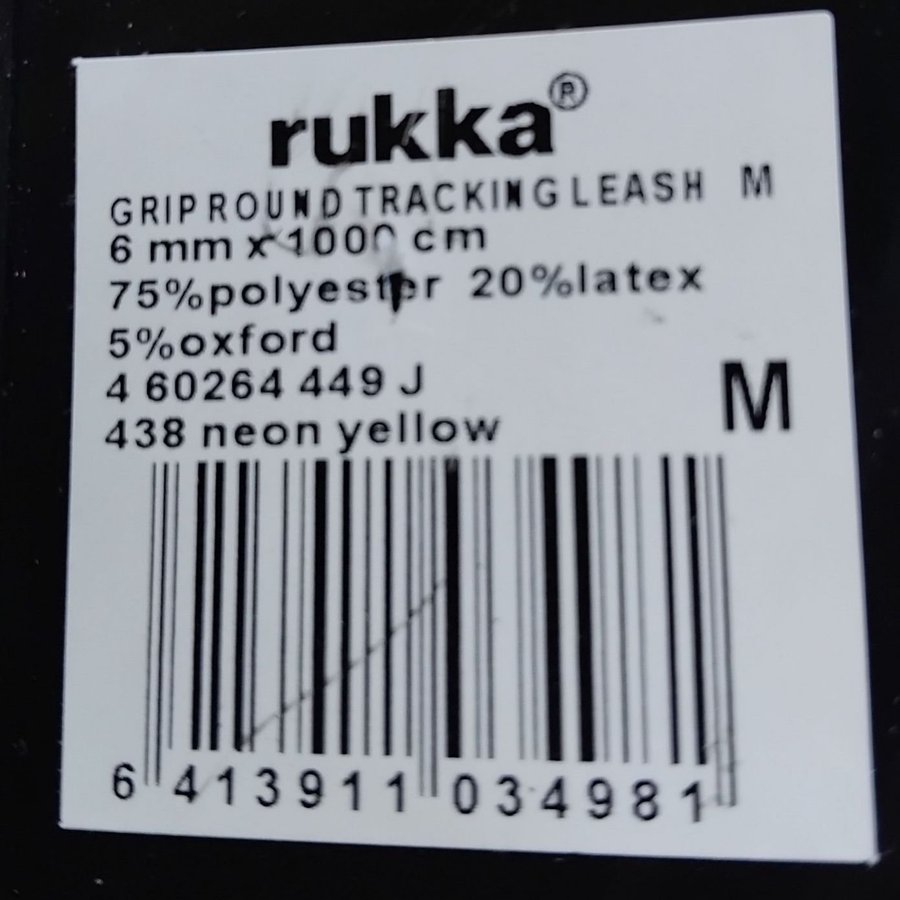 rukka®
GRIP ROUND TRACKING LEASH M
6 mm x 1000 cm
75%polyester 20%latex
5%oxford
4 60264 449 J
438 neon yellow
M
6 413911 034981